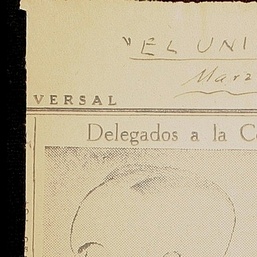 "EL UNI
Marz
VERSAL
Delegados a la C